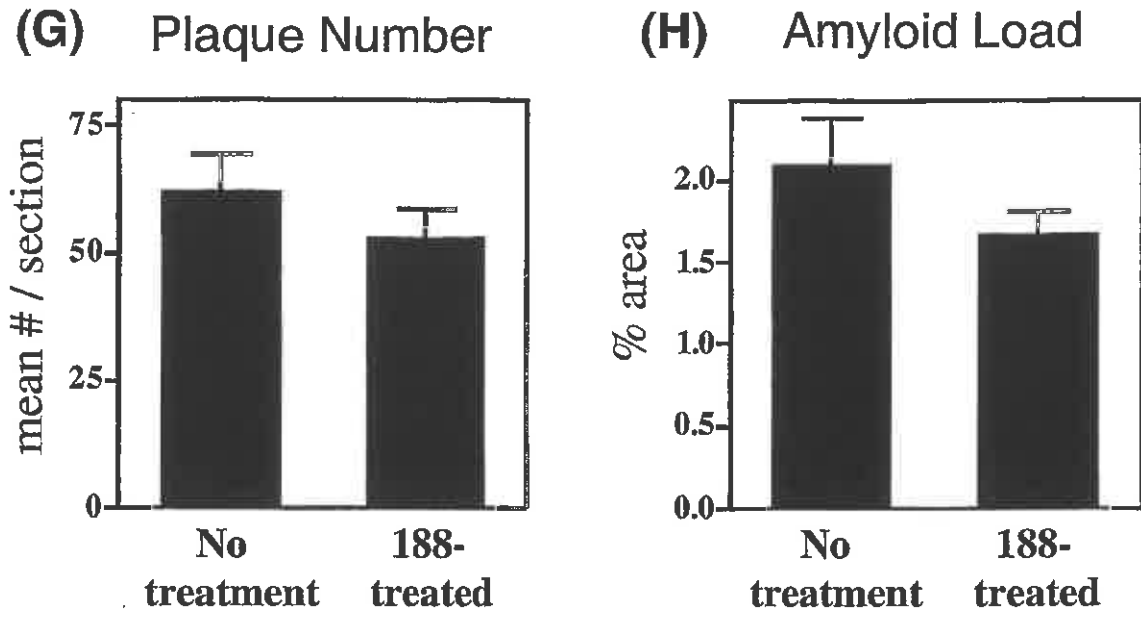 (G) Plaque Number
mean # / section
75
50
25
0
No treatment
188-treated
(H) Amyloid Load
% area
2.0
1.5
1.0
0.5
0.0
No treatment
188-treated